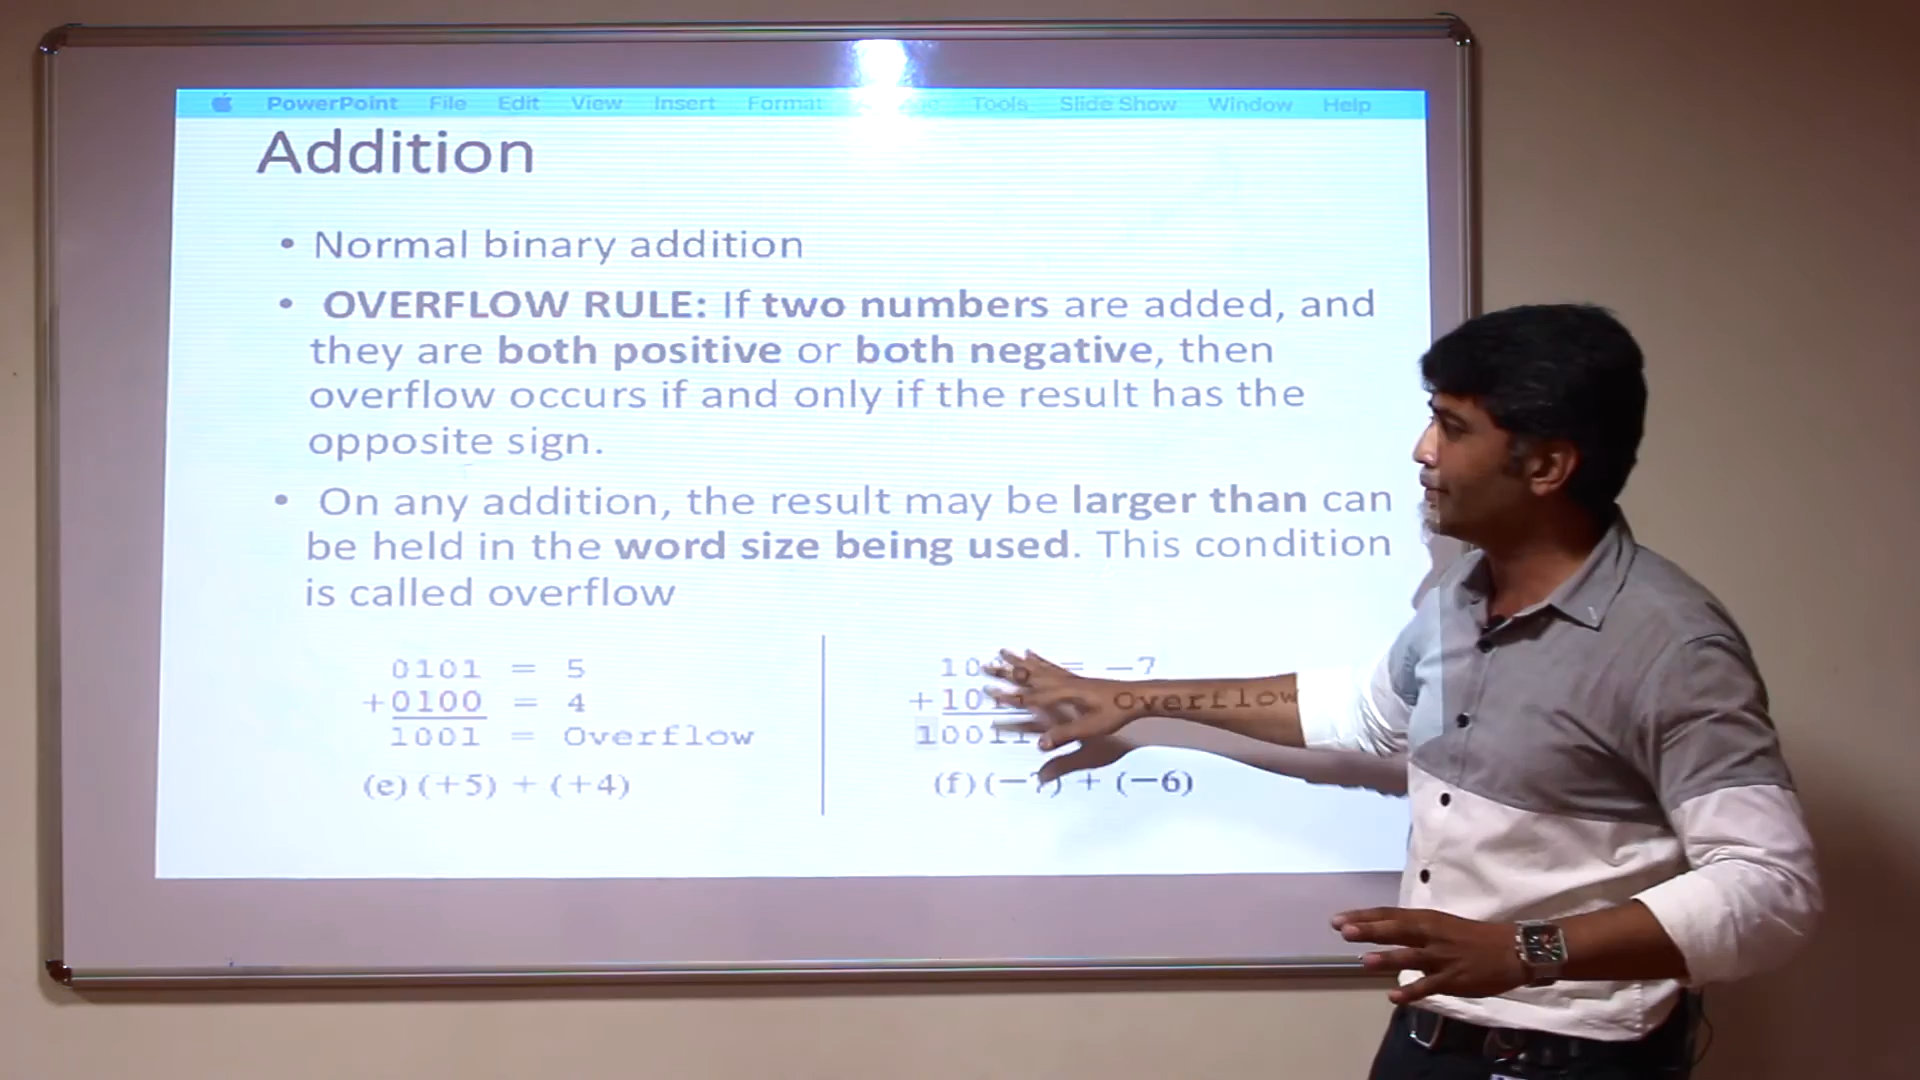 PowerPoint File Edit View Insert Format Tools Slide Show Window Help
Addition
• Normal binary addition
• OVERFLOW RULE: If two numbers are added, and
they are both positive or both negative, then
overflow occurs if and only if the result has the
opposite sign.
• On any addition, the result may be larger than can
be held in the word size being used. This condition
is called overflow
0101 = 5
+0100 = 4
1001 = Overflow
(e) (+5) + (+4)
= −7
Overflow
(f) (−7) + (−6)